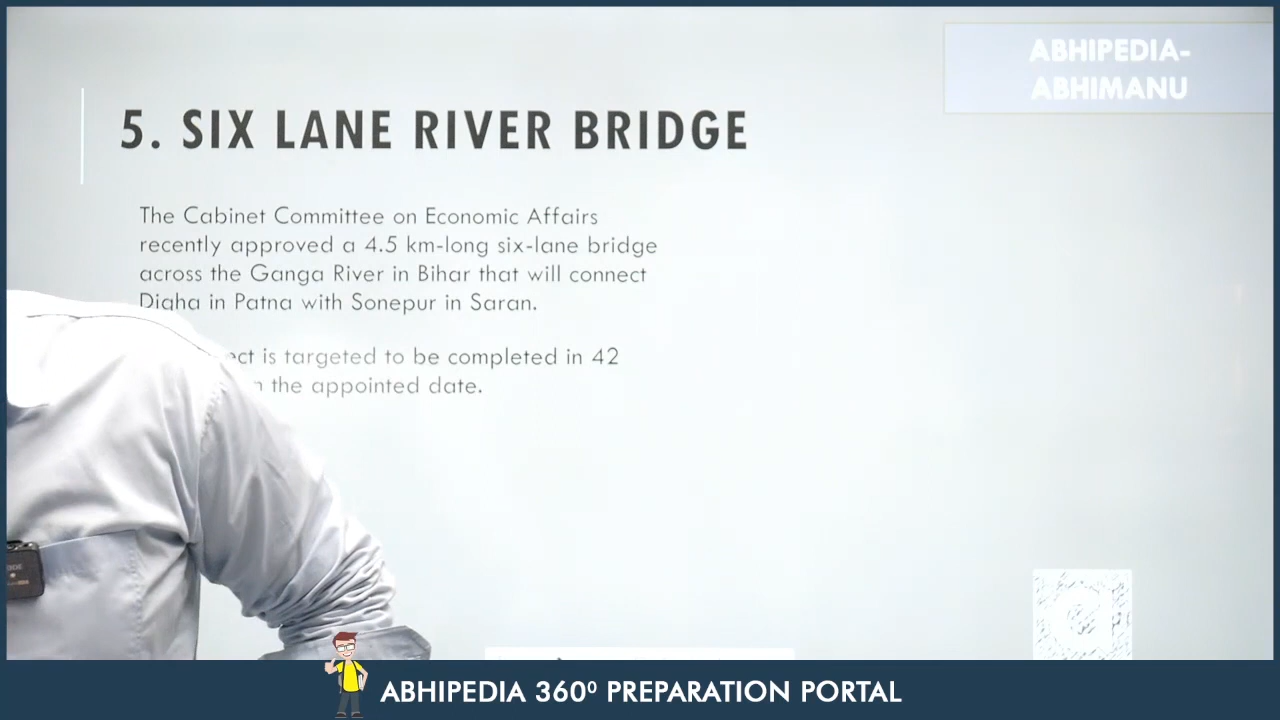 ABHIPEDIA-
ABHIMANU
5. SIX LANE RIVER BRIDGE
The Cabinet Committee on Economic Affairs
recently approved a 4.5 km-long six-lane bridge
across the Ganga River in Bihar that will connect
Digha in Patna with Sonepur in Saran.
is targeted to be completed in 42
the appointed date.
ABHIPEDIA 360⁰ PREPARATION PORTAL